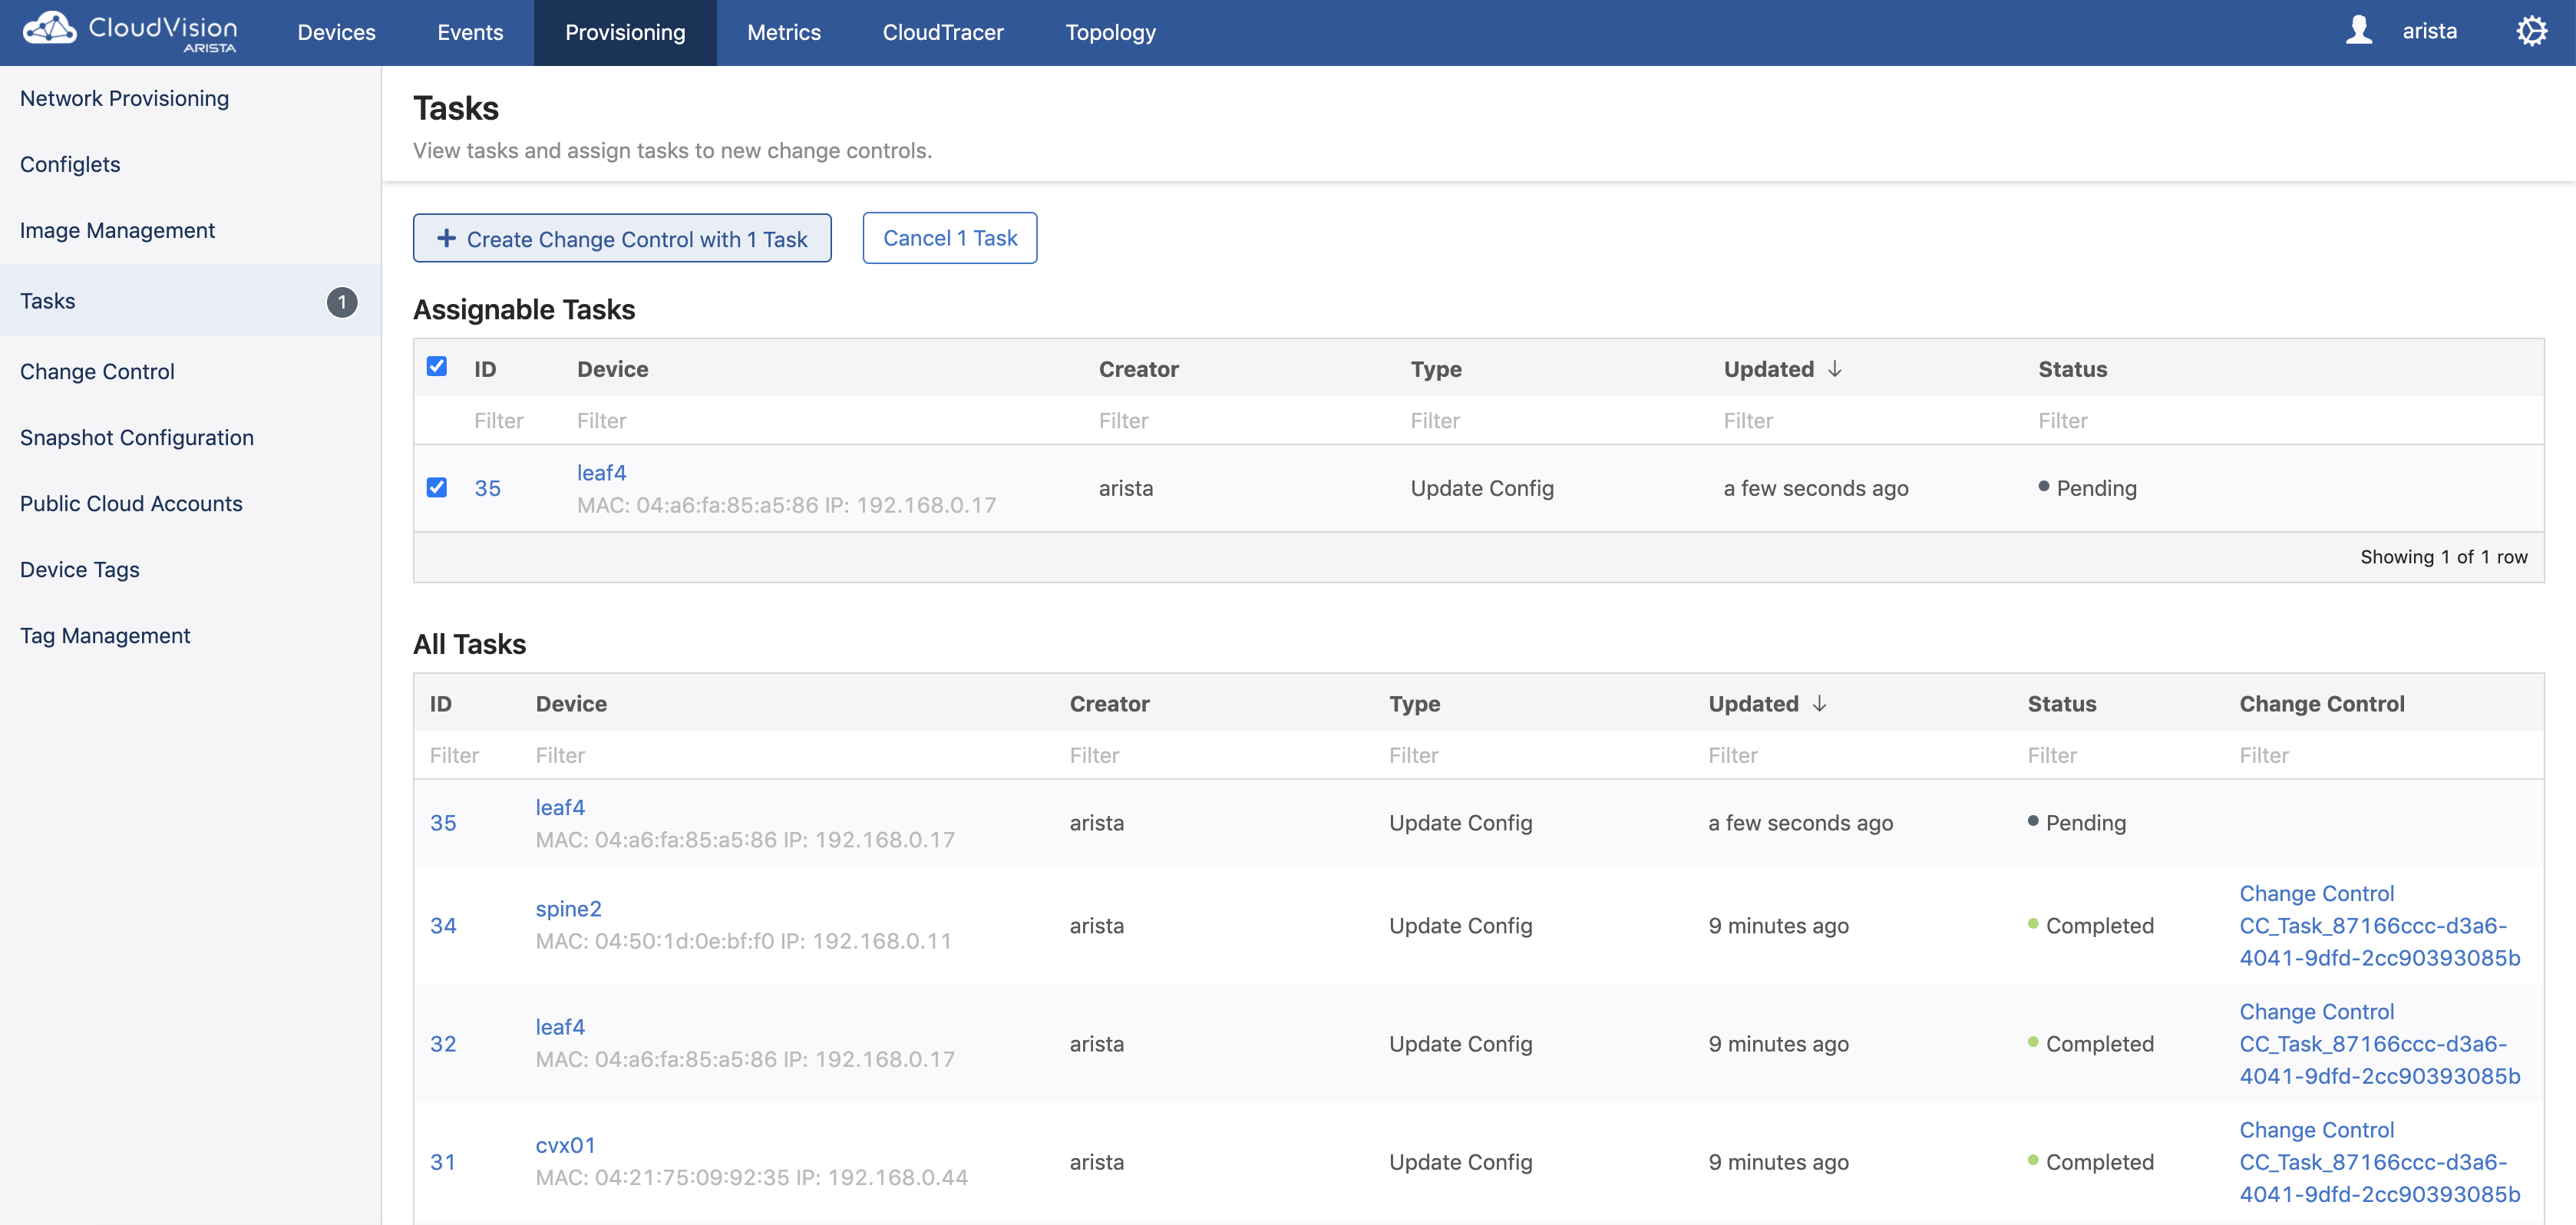 CloudVision
ARISTA
Devices Events Provisioning Metrics CloudTracer Topology arista
Network Provisioning
Configlets
Image Management
Tasks 1
Change Control
Snapshot Configuration
Public Cloud Accounts
Device Tags
Tag Management
Tasks
View tasks and assign tasks to new change controls.
+ Create Change Control with 1 Task Cancel 1 Task
Assignable Tasks
ID Device Creator Type Updated ↓ Status
Filter Filter Filter Filter Filter Filter
35 leaf4 arista Update Config a few seconds ago Pending
MAC: 04:a6:fa:85:a5:86 IP: 192.168.0.17
Showing 1 of 1 row
All Tasks
ID Device Creator Type Updated ↓ Status Change Control
Filter Filter Filter Filter Filter Filter Filter
35 leaf4 arista Update Config a few seconds ago Pending
MAC: 04:a6:fa:85:a5:86 IP: 192.168.0.17
34 spine2 arista Update Config 9 minutes ago Completed Change Control
MAC: 04:50:1d:0e:bf:f0 IP: 192.168.0.11 CC_Task_87166ccc-d3a6-
4041-9dfd-2cc90393085b
32 leaf4 arista Update Config 9 minutes ago Completed Change Control
MAC: 04:a6:fa:85:a5:86 IP: 192.168.0.17 CC_Task_87166ccc-d3a6-
4041-9dfd-2cc90393085b
31 cvx01 arista Update Config 9 minutes ago Completed Change Control
MAC: 04:21:75:09:92:35 IP: 192.168.0.44 CC_Task_87166ccc-d3a6-
4041-9dfd-2cc90393085b